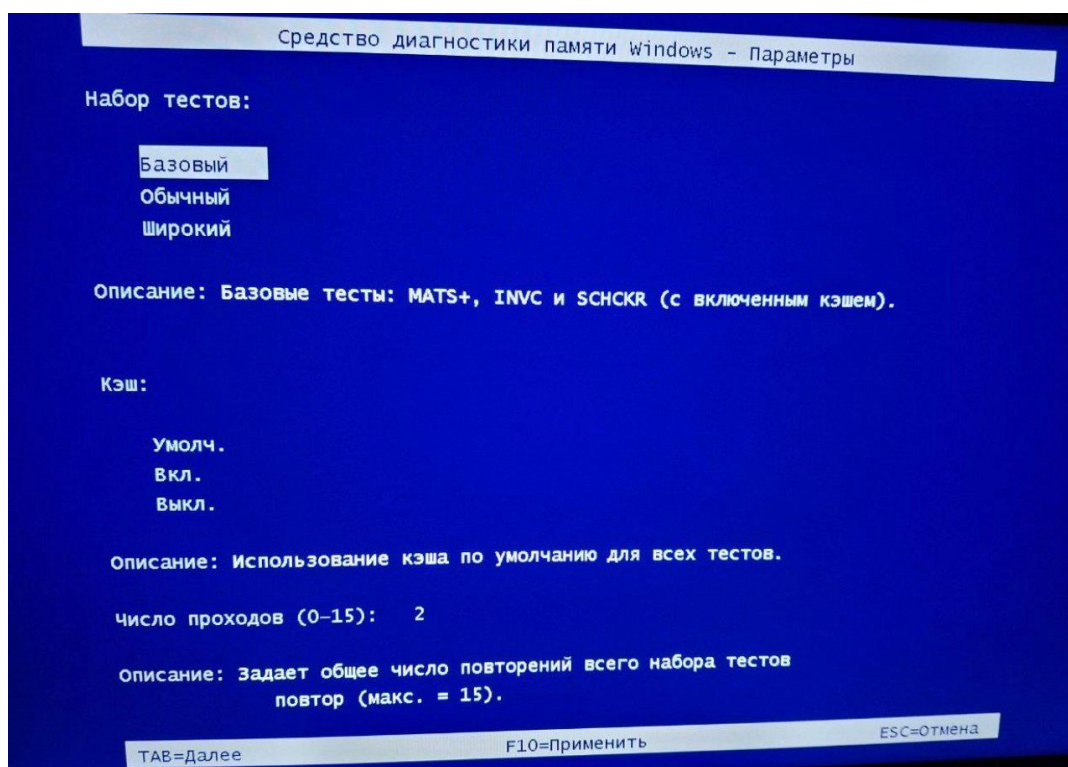 Средство диагностики памяти Windows - Параметры
Набор тестов:
Базовый
Обычный
Широкий
Описание: Базовые тесты: MATS+, INVC и SCHCKR (с включенным кэшем).
Кэш:
Умолч.
Вкл.
Выкл.
Описание: Использование кэша по умолчанию для всех тестов.
Число проходов (0-15): 2
Описание: Задает общее число повторений всего набора тестов
повтор (макс. = 15).
TAB=Далее F10=Применить ESC=Отмена